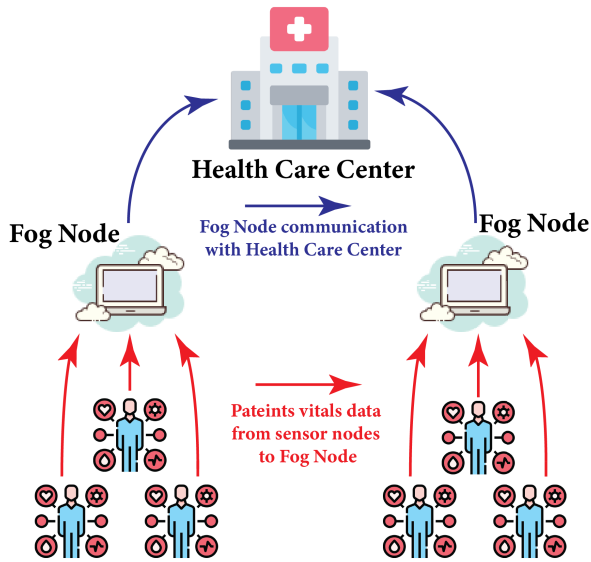 Health Care Center
Fog Node
Fog Node
Fog Node communication
with Health Care Center
Pateints vitals data
from sensor nodes
to Fog Node